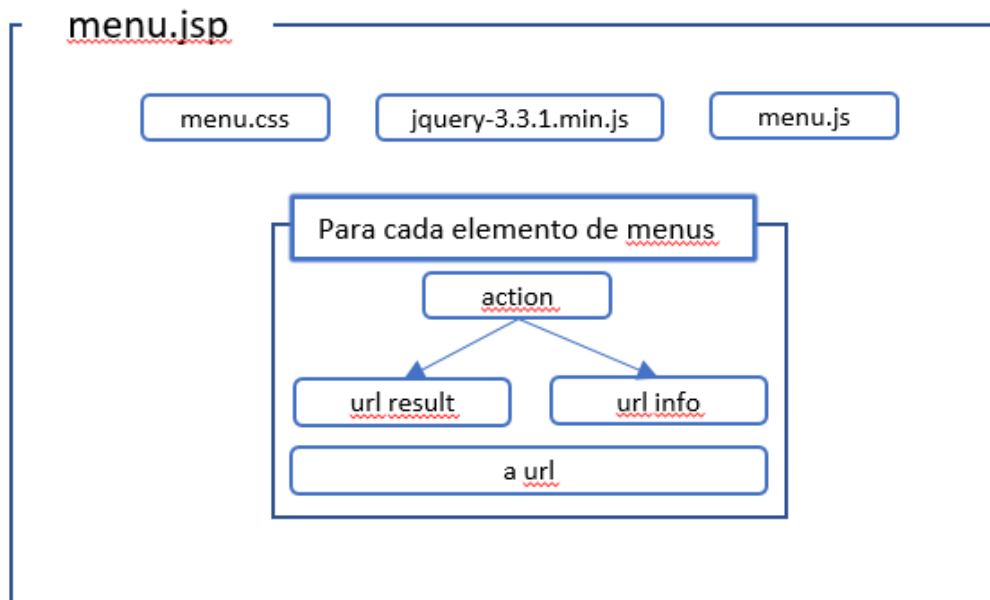 menu.jsp
menu.css
jquery-3.3.1.min.js
menu.js
Para cada elemento de menus
action
url result
url info
a url